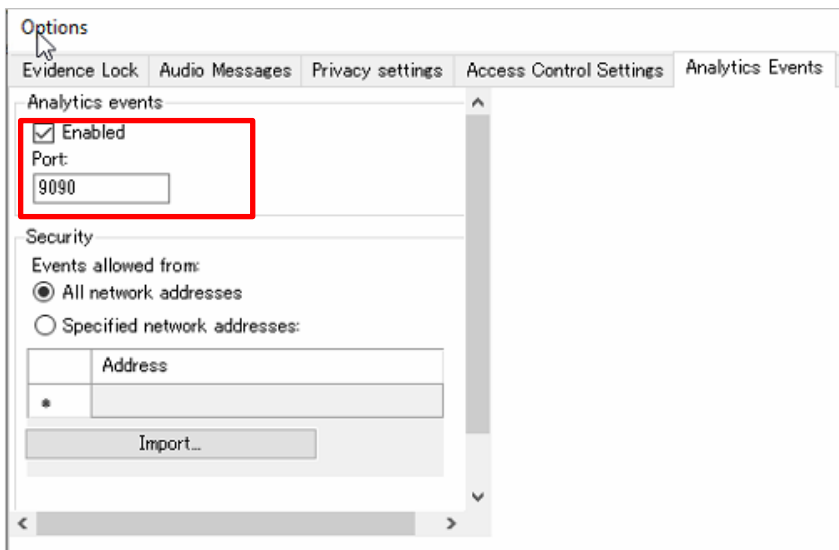 Options
Evidence Lock Audio Messages Privacy settings Access Control Settings Analytics Events
Analytics events
Enabled
Port:
9090
Security
Events allowed from:
All network addresses
Specified network addresses:
Address
*
Import...